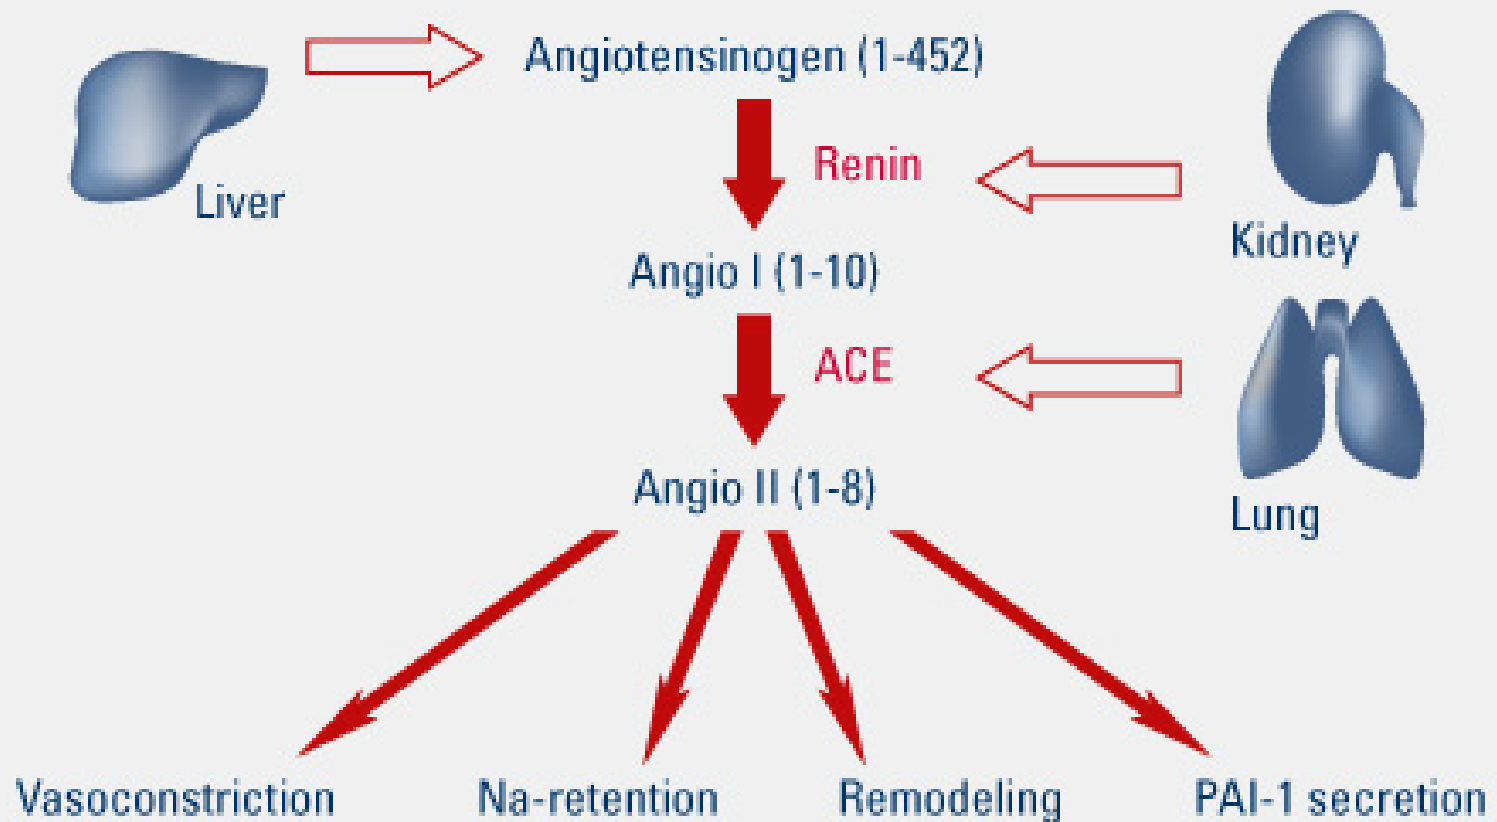 Angiotensinogen (1-452)
Liver
Renin
Kidney
Angio I (1-10)
ACE
Angio II (1-8)
Lung
Vasoconstriction
Na-retention
Remodeling
PAI-1 secretion